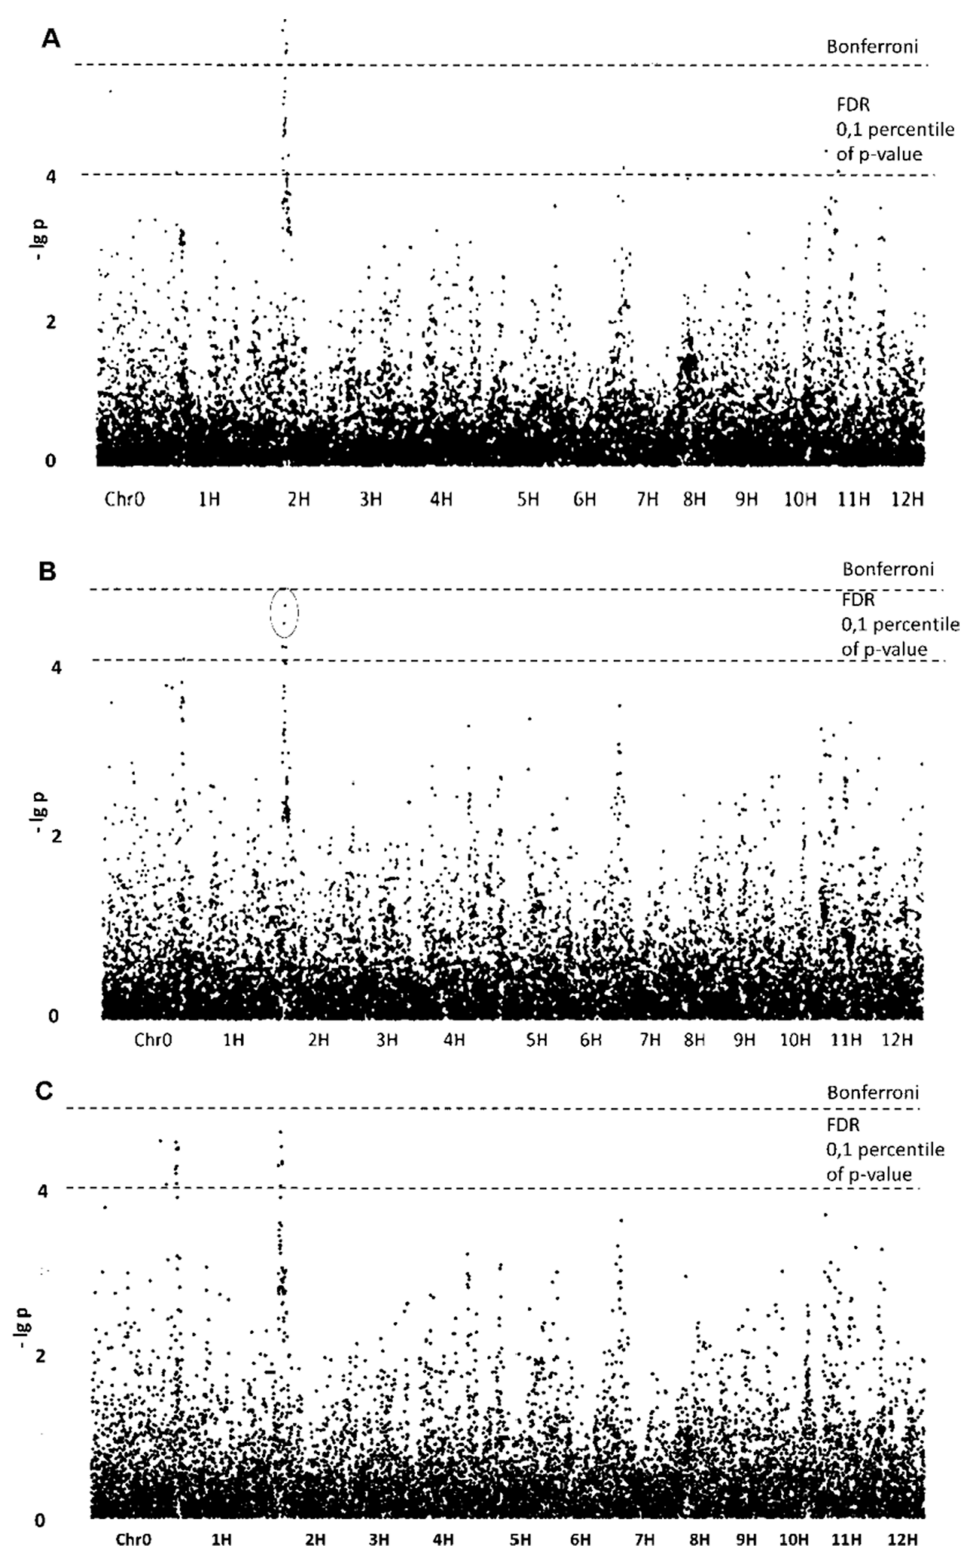 A
Bonferroni
FDR
0,1 percentile
of p-value
4
- lg p
2
0
Chr0 1H 2H 3H 4H 5H 6H 7H 8H 9H 10H 11H 12H
B
Bonferroni
FDR
0,1 percentile
of p-value
4
- lg p
2
0
Chr0 1H 2H 3H 4H 5H 6H 7H 8H 9H 10H 11H 12H
C
Bonferroni
FDR
0,1 percentile
of p-value
4
- lg p
2
0
Chr0 1H 2H 3H 4H 5H 6H 7H 8H 9H 10H 11H 12H